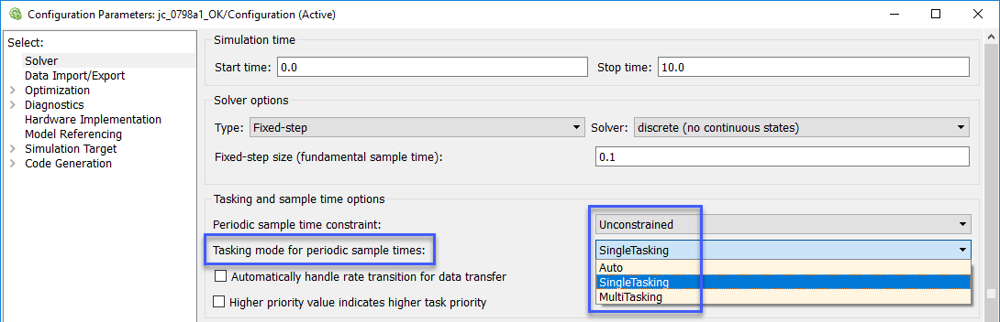 Configuration Parameters: jc_0798a1_OK/Configuration (Active)
Select:
Solver
Data Import/Export
Optimization
Diagnostics
Hardware Implementation
Model Referencing
Simulation Target
Code Generation
Simulation time
Start time: 0.0 Stop time: 10.0
Solver options
Type: Fixed-step Solver: discrete (no continuous states)
Fixed-step size (fundamental sample time): 0.1
Tasking and sample time options
Periodic sample time constraint: Unconstrained
Tasking mode for periodic sample times: SingleTasking
Auto
SingleTasking
MultiTasking
Automatically handle rate transition for data transfer
Higher priority value indicates higher task priority